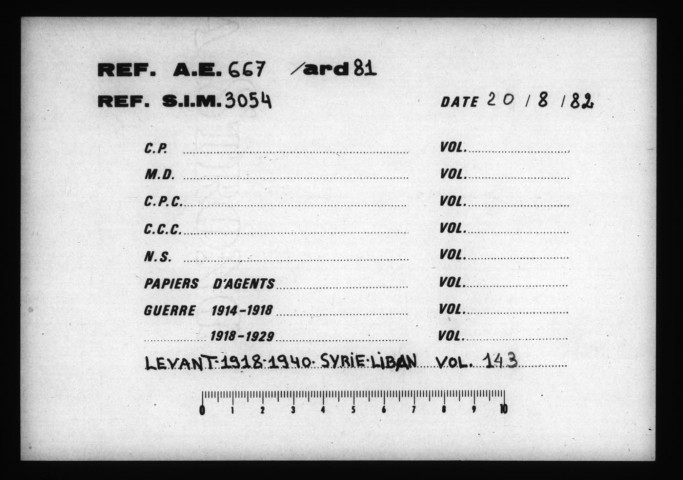 REF. A.E. 667 /ard 81
REF. S.I.M. 3054 DATE 20 / 8 / 82
C.P. VOL.
M.D. VOL.
C.P.C. VOL.
C.C.C. VOL.
N.S. VOL.
PAPIERS D'AGENTS VOL.
GUERRE 1914-1918 VOL.
1918-1929 VOL.
LEVANT·1918·1940· SYRIE·LIBAN VOL. 143
0 1 2 3 4 5 6 7 8 9 10